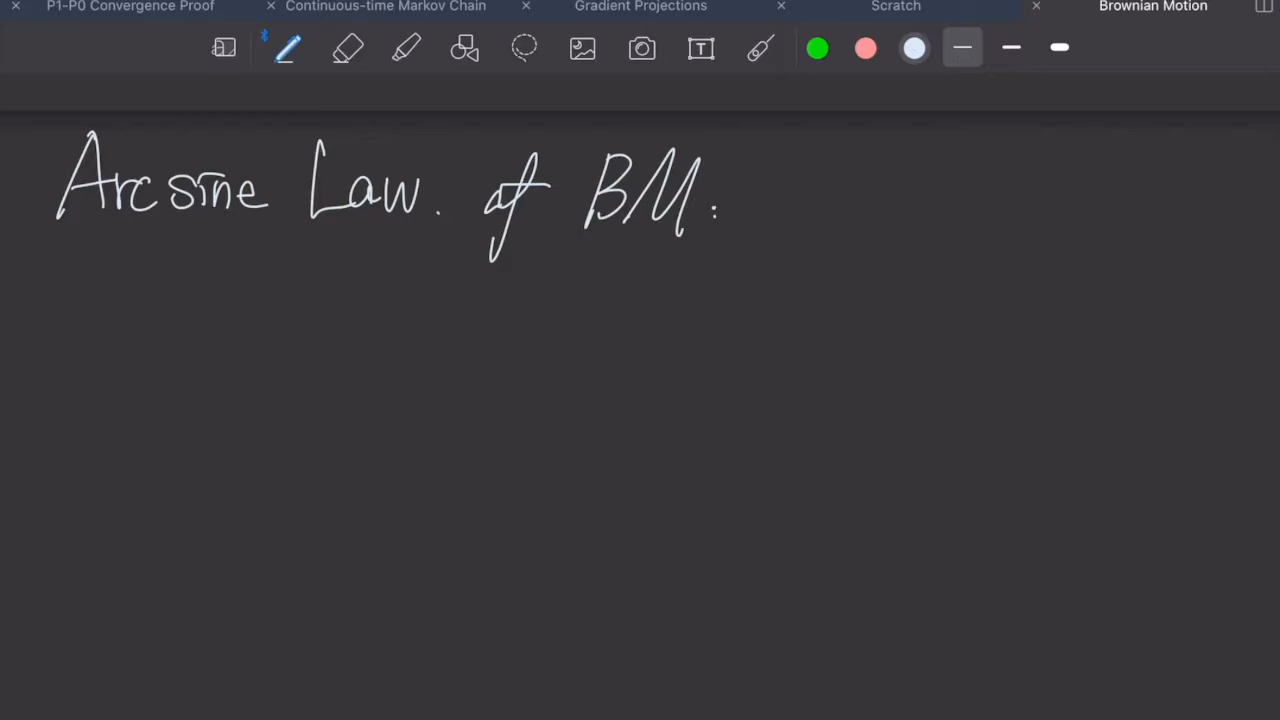 P1-P0 Convergence Proof Continuous-time Markov Chain Gradient Projections Scratch Brownian Motion
T
Arcsine Law. of BM: